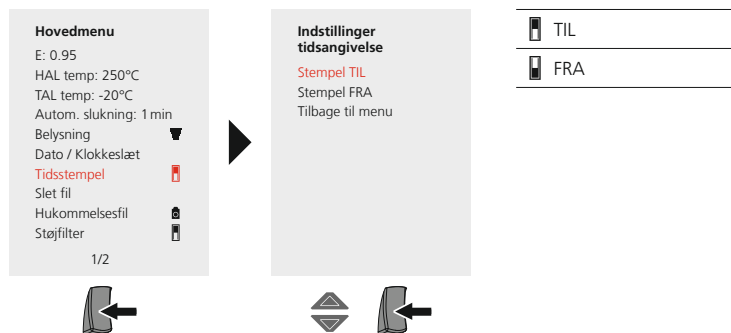 Hovedmenu
E: 0.95
HAL temp: 250°C
TAL temp: -20°C
Autom. slukning: 1 min
Belysning
Dato / Klokkeslæt
Tidsstempel
Slet fil
Hukommelsesfil
Støjfilter
1/2
Indstillinger
tidsangivelse
Stempel TIL
Stempel FRA
Tilbage til menu
TIL
FRA